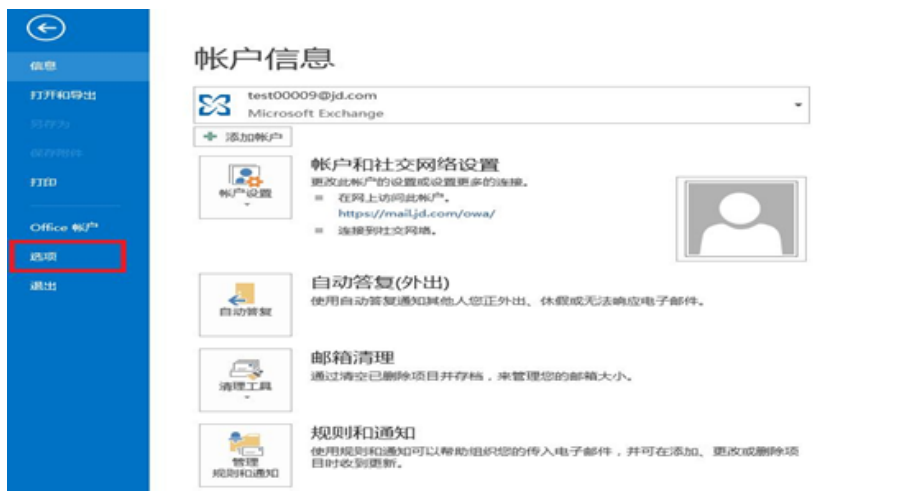 信息
打开和导出
另存为
保存附件
打印
Office 帐户
选项
退出
帐户信息
test00009@jd.com
Microsoft Exchange
添加帐户
帐户设置
帐户和社交网络设置
更改此帐户的设置或设置更多的连接。
在网上访问此帐户。
https://mail.jd.com/owa/
连接到社交网络。
自动答复
自动答复(外出)
使用自动答复通知其他人您正外出、休假或无法响应电子邮件。
清理工具
邮箱清理
通过清空已删除项目并存档，来管理您的邮箱大小。
管理
规则和通知
规则和通知
使用规则和通知可以帮助组织您的传入电子邮件，并可在添加、更改或删除项
目时收到更新。